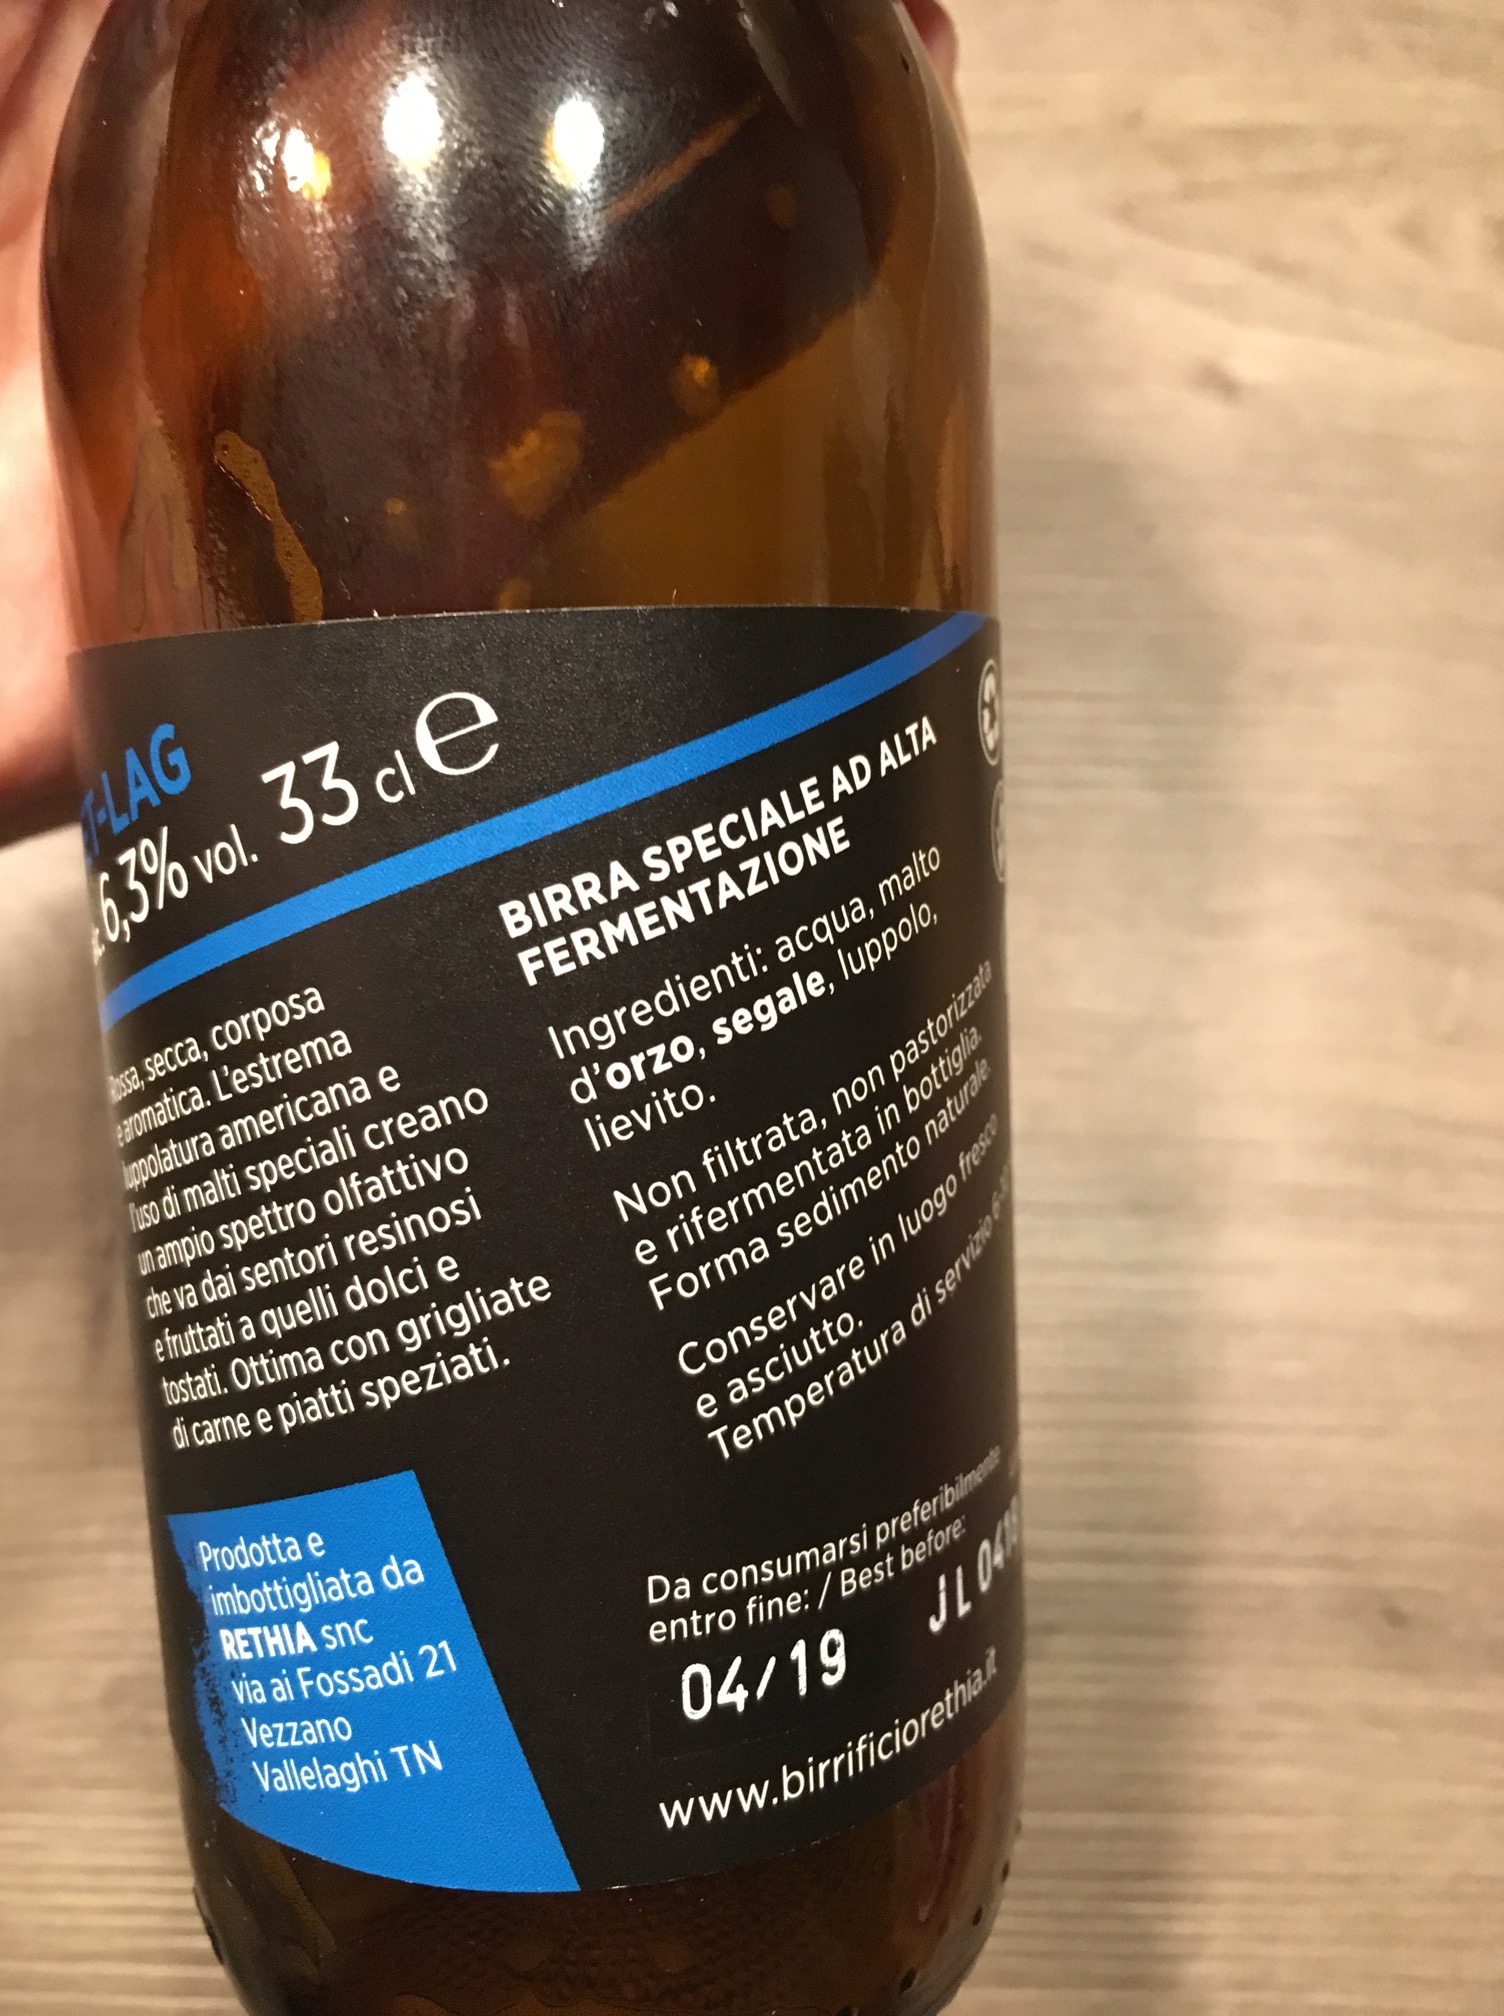 T-LAG
6,3% vol. 33 cl e
Rossa, secca, corposa
e aromatica. L'estrema
luppolatura americana e
l'uso di malti speciali creano
un ampio spettro olfattivo
che va dai sentori resinosi
e fruttati a quelli dolci e
tostati. Ottima con grigliate
di carne e piatti speziati.
Prodotta e
imbottigliata da
RETHIA snc
via ai Fossadi 21
Vezzano
Vallelaghi TN
BIRRA SPECIALE AD ALTA
FERMENTAZIONE
Ingredienti: acqua, malto
d'orzo, segale, luppolo,
lievito.
Non filtrata, non pastorizzata
e rifermentata in bottiglia.
Forma sedimento naturale.
Conservare in luogo fresco
e asciutto.
Temperatura di servizio
Da consumarsi preferibilmente
entro fine: / Best before:
04/19 JL
www.birrificiorethia.it